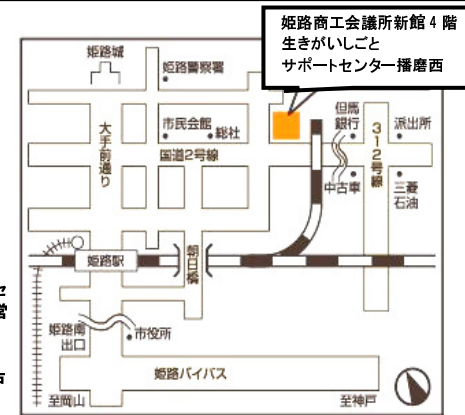 姫路商工会議所新館4階
生きがいしごと
サポートセンター播磨西
姫路城
姫路警察署
市民会館
総社
国道2号線
大手前通り
但馬
銀行
312号線
派出所
中古車
三菱
石油
朝日橋
姫路駅
セ
営
姫路南
出口
市役所
姫路バイパス
至岡山
至神戸